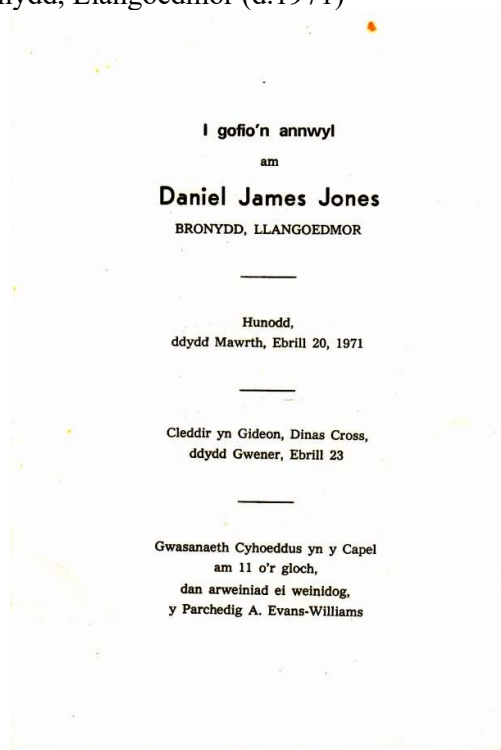 Llangoedmor (d.1971)
I gofio'n annwyl
am
Daniel James Jones
BRONYDD, LLANGOEDMOR
Hunodd,
ddydd Mawrth, Ebrill 20, 1971
Cleddir yn Gideon, Dinas Cross,
ddydd Gwener, Ebrill 23
Gwasanaeth Cyhoeddus yn y Capel
am 11 o'r gloch,
dan arweiniad ei weinidog,
y Parchedig A. Evans-Williams